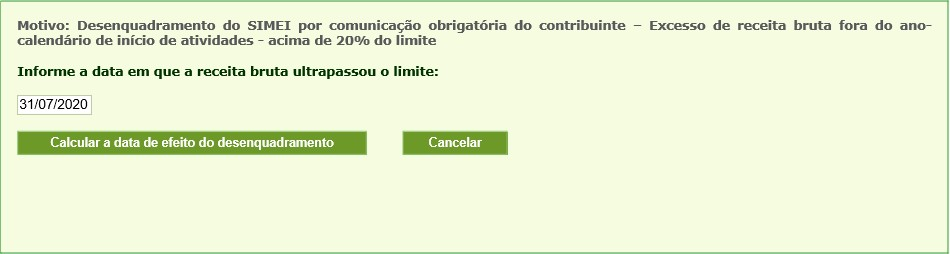 Motivo: Desenquadramento do SIMEI por comunicação obrigatória do contribuinte – Excesso de receita bruta fora do ano-
calendário de início de atividades - acima de 20% do limite
Informe a data em que a receita bruta ultrapassou o limite:
31/07/2020
Calcular a data de efeito do desenquadramento Cancelar